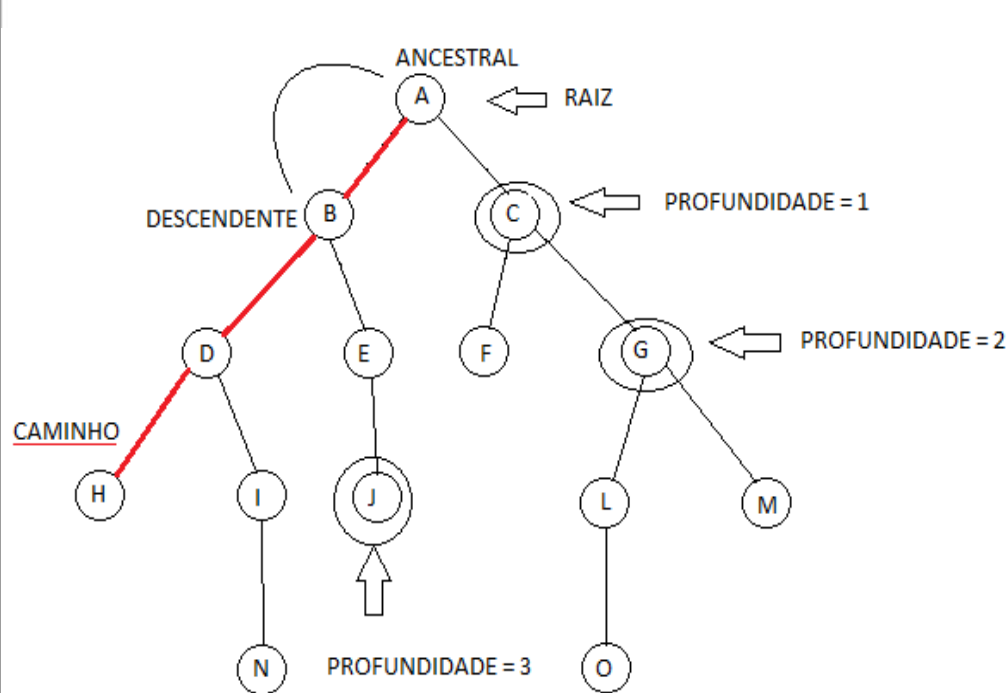 ANCESTRAL
A
RAIZ
DESCENDENTE
B
C
PROFUNDIDADE = 1
D
E
F
G
PROFUNDIDADE = 2
CAMINHO
H
I
J
L
M
N
PROFUNDIDADE = 3
O